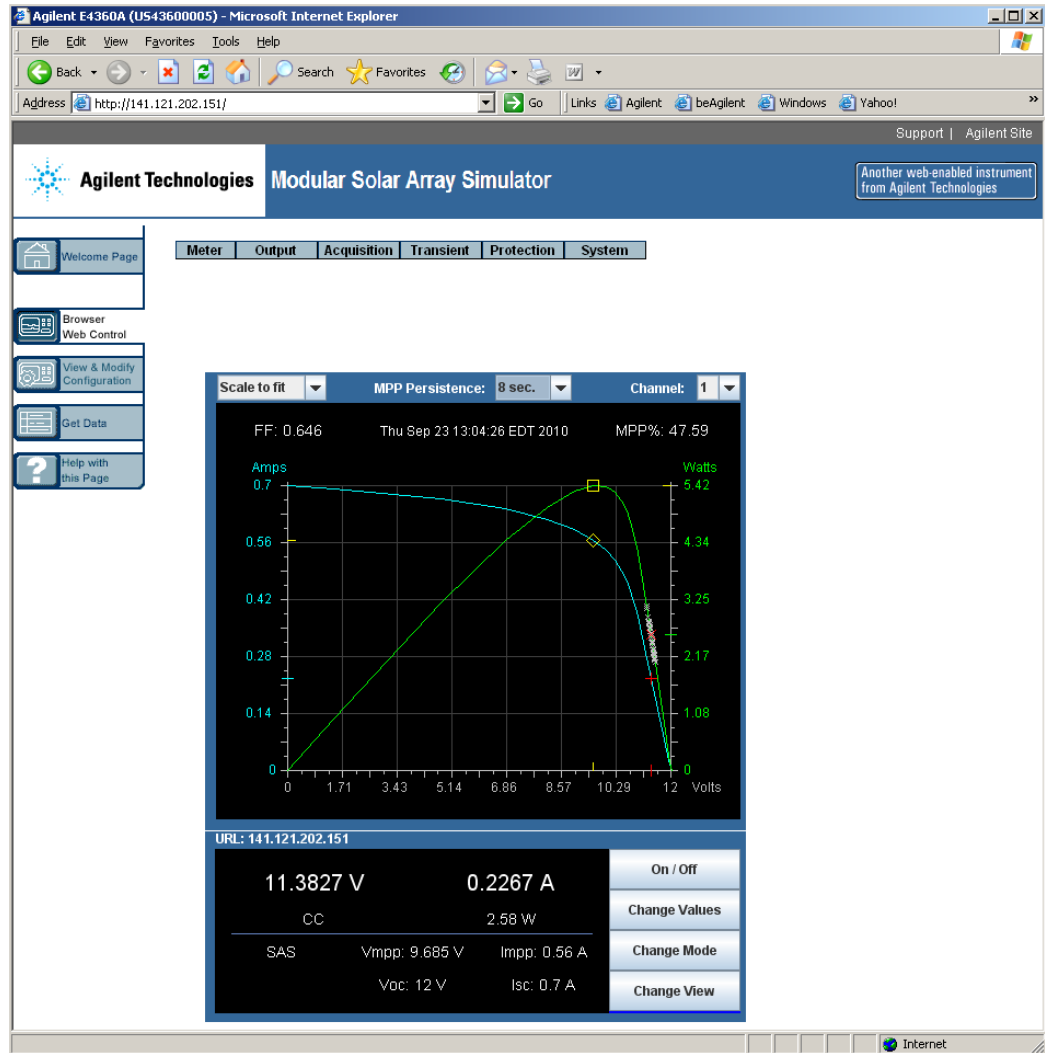 Agilent E4360A (US43600005) - Microsoft Internet Explorer
File Edit View Favorites Tools Help
Back Search Favorites
Address http://141.121.202.151/ Go Links Agilent beAgilent Windows Yahoo! »
Support | Agilent Site
Agilent Technologies Modular Solar Array Simulator
Another web-enabled instrument
from Agilent Technologies
Welcome Page
Meter Output Acquisition Transient Protection System
Browser
Web Control
View & Modify
Configuration
Get Data
Help with
this Page
Scale to fit MPP Persistence: 8 sec. Channel: 1
FF: 0.646 Thu Sep 23 13:04:26 EDT 2010 MPP%: 47.59
Amps Watts
0.7 5.42
0.56 4.34
0.42 3.25
0.28 2.17
0.14 1.08
0 0
0 1.71 3.43 5.14 6.86 8.57 10.29 12 Volts
URL: 141.121.202.151
11.3827 V 0.2267 A
CC 2.58 W
SAS Vmpp: 9.685 V Impp: 0.56 A
Voc: 12 V Isc: 0.7 A
On / Off
Change Values
Change Mode
Change View
Internet